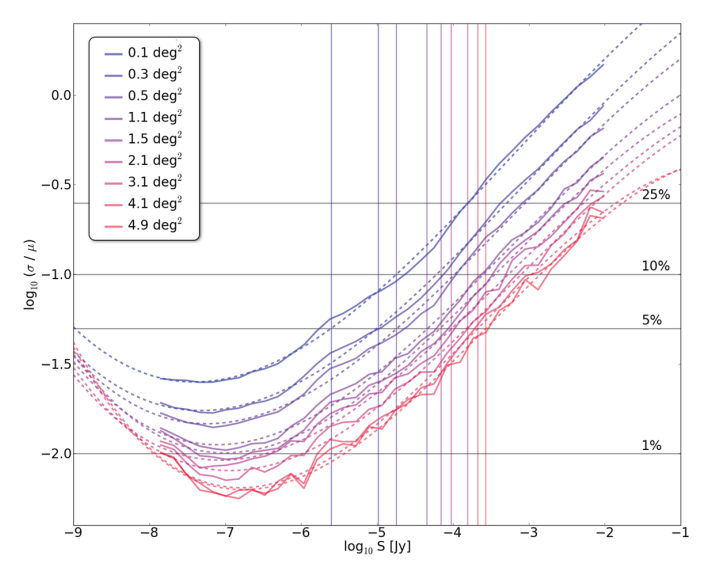 0.1 deg²
0.3 deg²
0.5 deg²
1.1 deg²
1.5 deg²
2.1 deg²
3.1 deg²
4.1 deg²
4.9 deg²
0.0
−0.5
−1.0
−1.5
−2.0
log₁₀ (σ / μ)
25%
10%
5%
1%
−9 −8 −7 −6 −5 −4 −3 −2 −1
log₁₀ S [Jy]